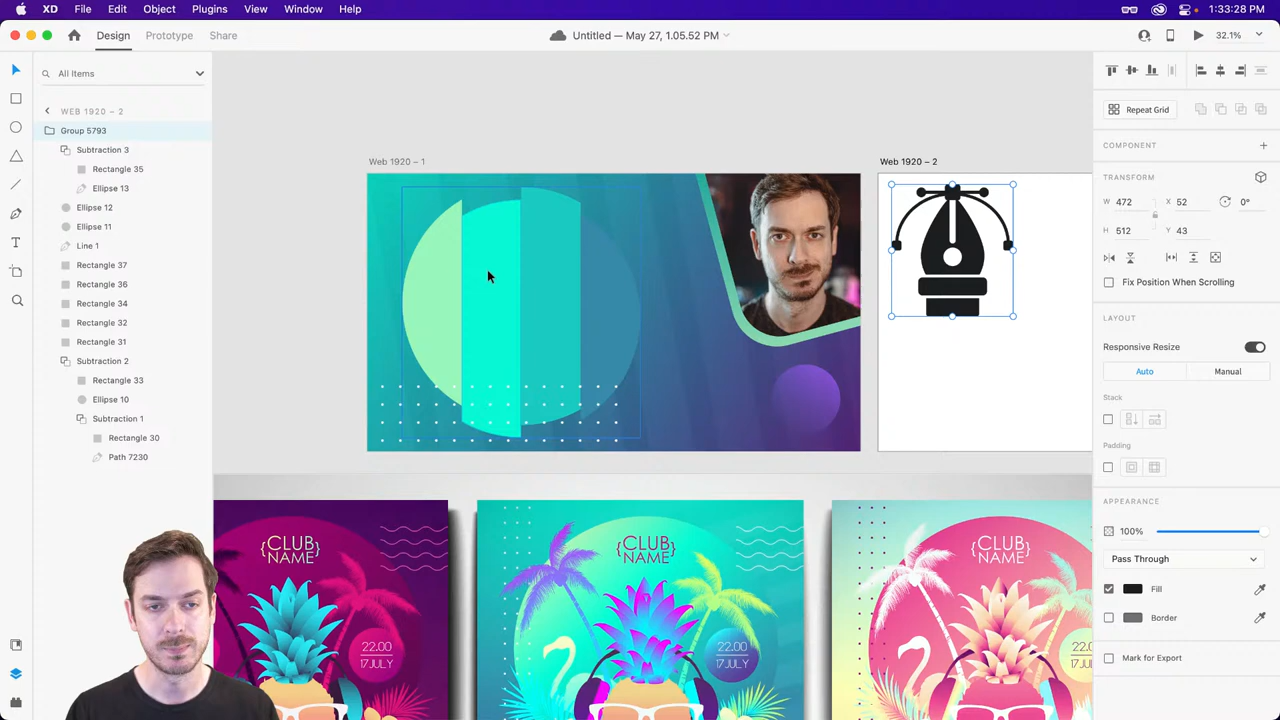 XD File Edit Object Plugins View Window Help 1:33:28 PM
Design Prototype Share Untitled — May 27, 1.05.52 PM 32.1%
All Items
WEB 1920 – 2
Group 5793
Subtraction 3
Rectangle 35
Ellipse 13
Ellipse 12
Ellipse 11
Line 1
Rectangle 37
Rectangle 36
Rectangle 34
Rectangle 32
Rectangle 31
Subtraction 2
Rectangle 33
Ellipse 10
Subtraction 1
Rectangle 30
Path 7230
Web 1920 – 1
Web 1920 – 2
{CLUB}
NAME
22.00
17JULY
{CLUB}
NAME
22.00
17JULY
{CLUB}
NAME
22.
17JU
Repeat Grid
COMPONENT
TRANSFORM
W 472 X 52 0°
H 512 Y 43
Fix Position When Scrolling
LAYOUT
Responsive Resize
Auto Manual
Stack
Padding
APPEARANCE
100%
Pass Through
Fill
Border
Mark for Export